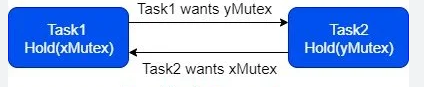 Task1 wants yMutex
Task1
Hold(xMutex)
Task2
Hold(yMutex)
Task2 wants xMutex